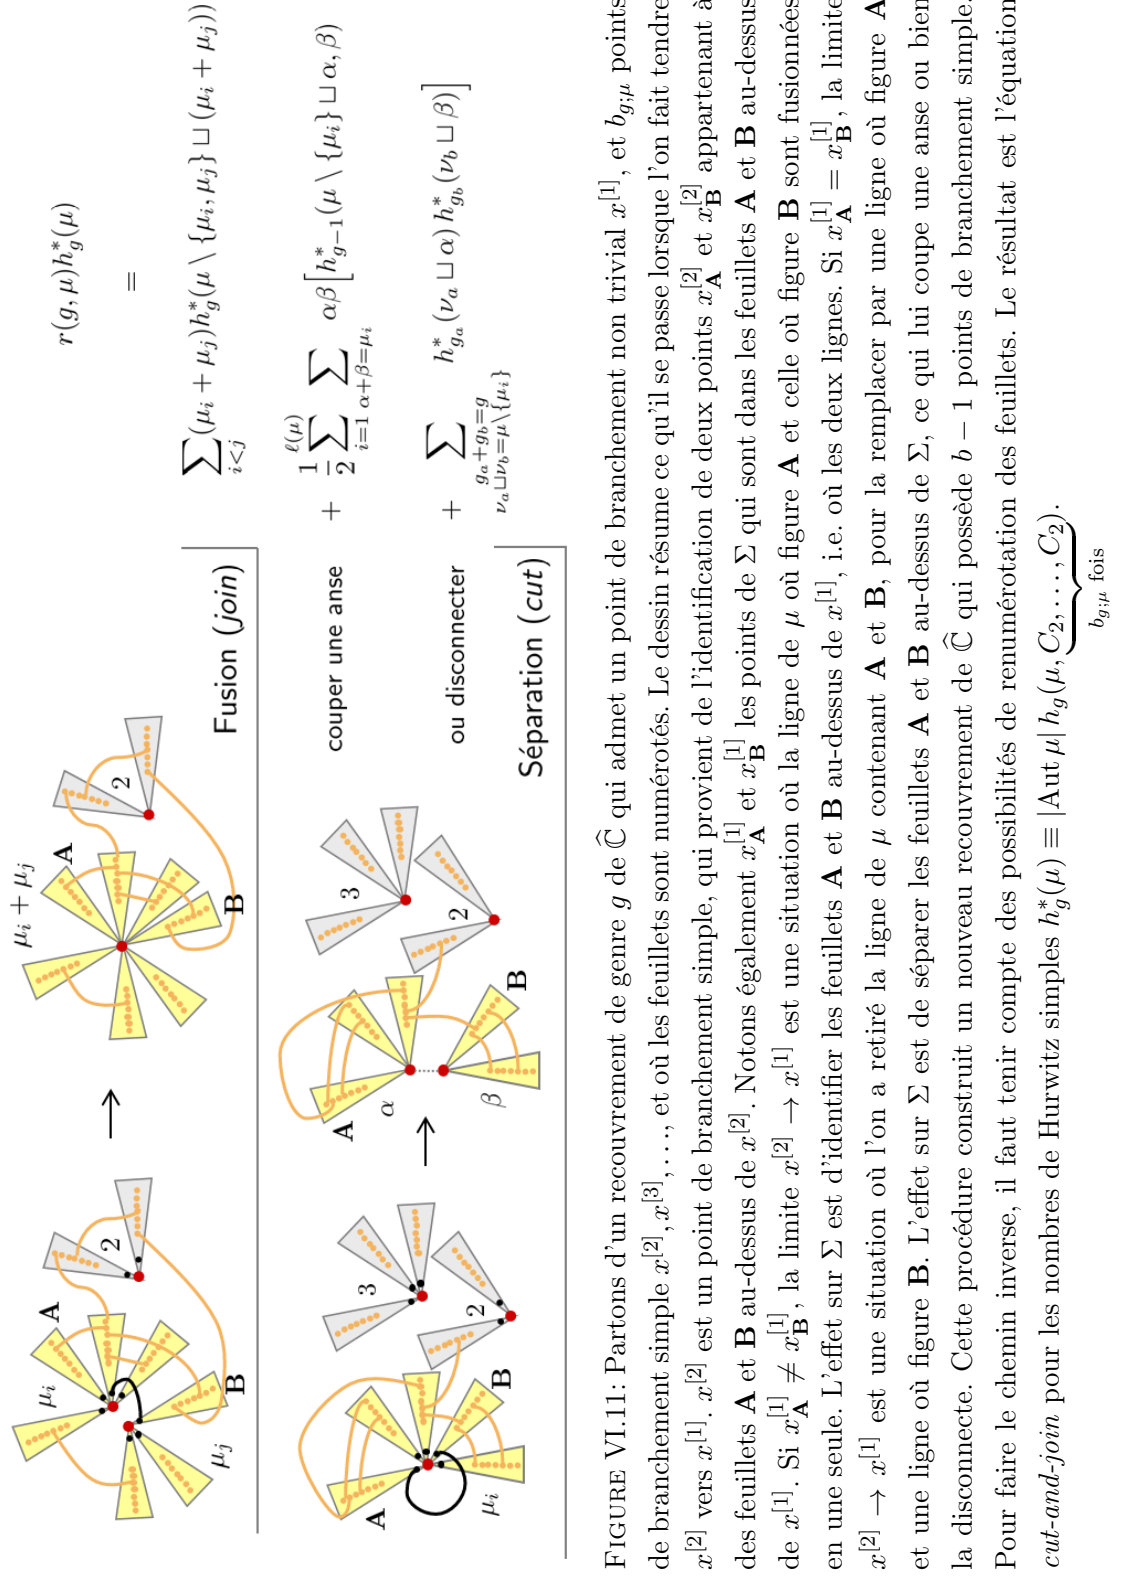 μ_i
A
B
μ_j
2
μ_i + μ_j
A
B
2
Fusion (join)
r(g, μ)h*_g(μ)
=
∑_{i<j} (μ_i + μ_j)h*_g(μ \ {μ_i, μ_j} ⊔ (μ_i + μ_j))
A
B
μ_i
3
2
A
B
α
β
3
2
couper une anse
ou disconnecter
Séparation (cut)
+ 1/2 ∑_{i=1}^{ℓ(μ)} ∑_{α+β=μ_i} αβ [h*_{g−1}(μ \ {μ_i} ⊔ α, β)
+ ∑_{g_a+g_b=g, ν_a⊔ν_b=μ\{μ_i}} h*_{g_a}(ν_a ⊔ α) h*_{g_b}(ν_b ⊔ β)]
FIGURE VI.11: Partons d'un recouvrement de genre g de Ĉ qui admet un point de branchement non trivial x^[1], et b_{g;μ} points
de branchement simple x^[2], x^[3], . . ., et où les feuillets sont numérotés. Le dessin résume ce qu'il se passe lorsque l'on fait tendre
x^[2] vers x^[1]. x^[2] est un point de branchement simple, qui provient de l'identification de deux points x^[2]_A et x^[2]_B appartenant à
des feuillets A et B au-dessus de x^[2]. Notons également x^[1]_A et x^[1]_B les points de Σ qui sont dans les feuillets A et B au-dessus
de x^[1]. Si x^[1]_A ≠ x^[1]_B, la limite x^[2] → x^[1] est une situation où la ligne de μ où figure A et celle où figure B sont fusionnées
en une seule. L'effet sur Σ est d'identifier les feuillets A et B au-dessus de x^[1], i.e. où les deux lignes. Si x^[1]_A = x^[1]_B, la limite
x^[2] → x^[1] est une situation où l'on a retiré la ligne de μ contenant A et B, pour la remplacer par une ligne où figure A
et une ligne où figure B. L'effet sur Σ est de séparer les feuillets A et B au-dessus de Σ, ce qui lui coupe une anse ou bien
la disconnecte. Cette procédure construit un nouveau recouvrement de Ĉ qui possède b − 1 points de branchement simple.
Pour faire le chemin inverse, il faut tenir compte des possibilités de renumérotation des feuillets. Le résultat est l'équation
cut-and-join pour les nombres de Hurwitz simples h*_g(μ) ≡ |Aut μ| h_g(μ, C_2, . . . , C_2).
b_{g;μ} fois